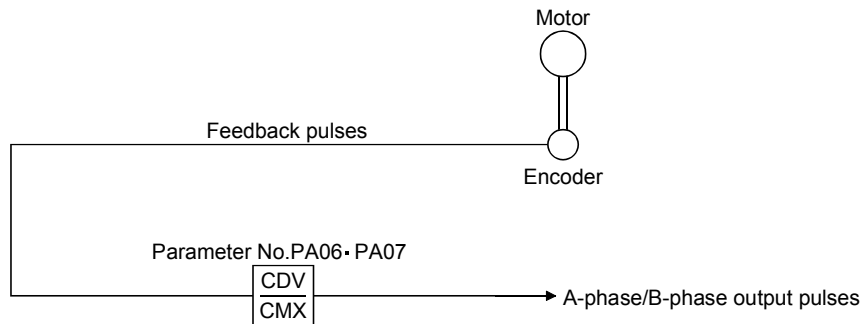 Motor
Feedback pulses
Encoder
Parameter No.PA06・PA07
CDV
CMX
A-phase/B-phase output pulses